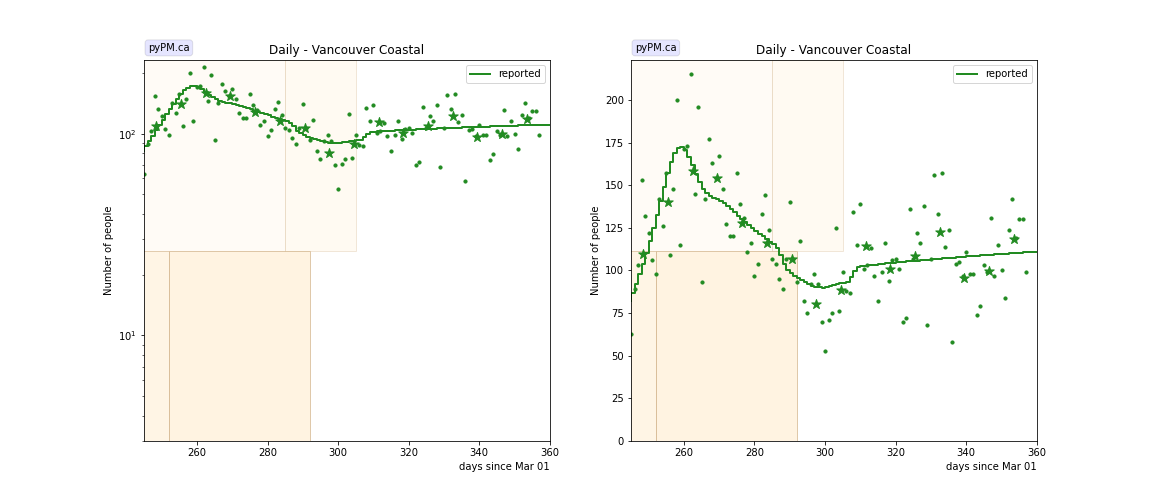 pyPM.ca
Daily - Vancouver Coastal
reported
10²
10¹
Number of people
260 280 300 320 340 360
days since Mar 01
pyPM.ca
Daily - Vancouver Coastal
reported
200
175
150
125
100
75
50
25
0
Number of people
260 280 300 320 340 360
days since Mar 01